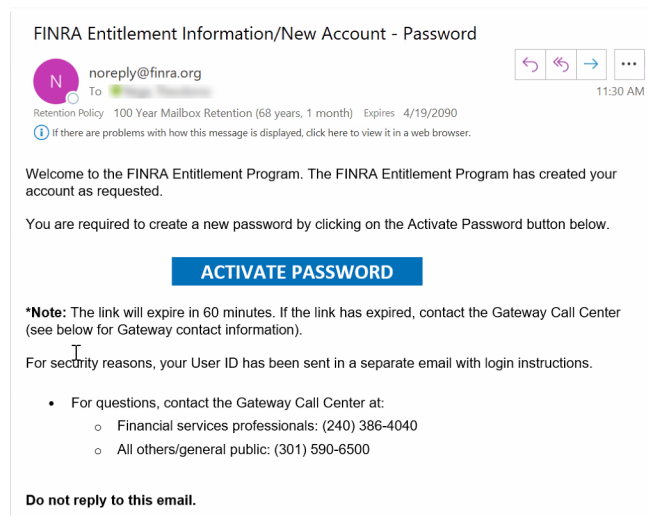 FINRA Entitlement Information/New Account - Password
N
noreply@finra.org
To
11:30 AM
Retention Policy 100 Year Mailbox Retention (68 years, 1 month) Expires 4/19/2090
If there are problems with how this message is displayed, click here to view it in a web browser.
Welcome to the FINRA Entitlement Program. The FINRA Entitlement Program has created your
account as requested.
You are required to create a new password by clicking on the Activate Password button below.
ACTIVATE PASSWORD
*Note: The link will expire in 60 minutes. If the link has expired, contact the Gateway Call Center
(see below for Gateway contact information).
For security reasons, your User ID has been sent in a separate email with login instructions.
• For questions, contact the Gateway Call Center at:
o Financial services professionals: (240) 386-4040
o All others/general public: (301) 590-6500
Do not reply to this email.